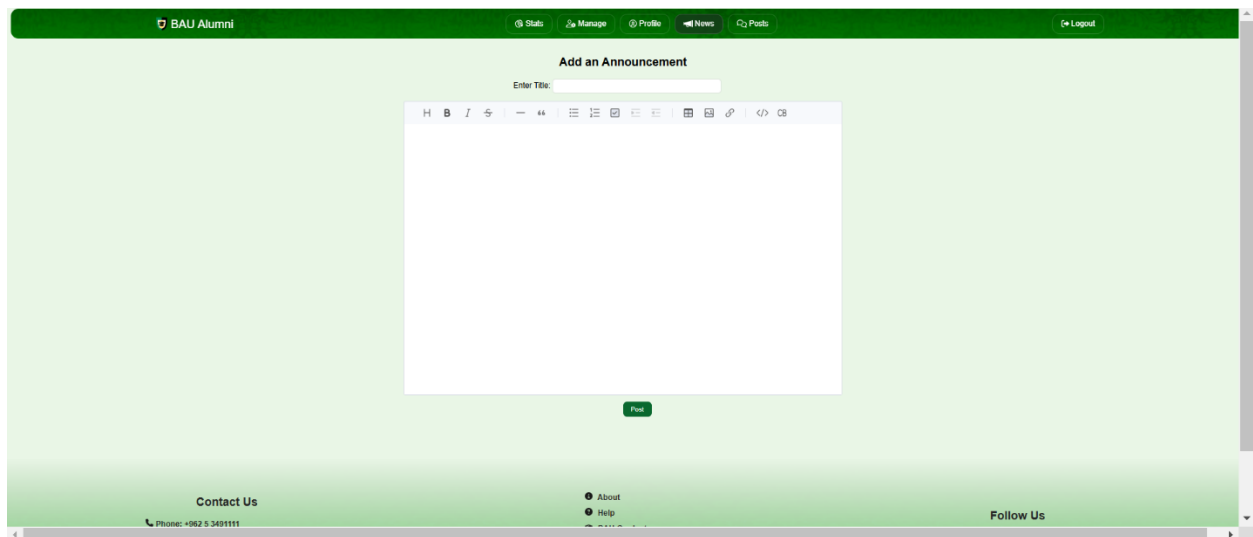 BAU Alumni
Stats
Manage
Profile
News
Posts
Logout
Add an Announcement
Enter Title:
H B I S — “ </> CB
Post
Contact Us
Phone: +962 5 3491111
About
Help
Follow Us